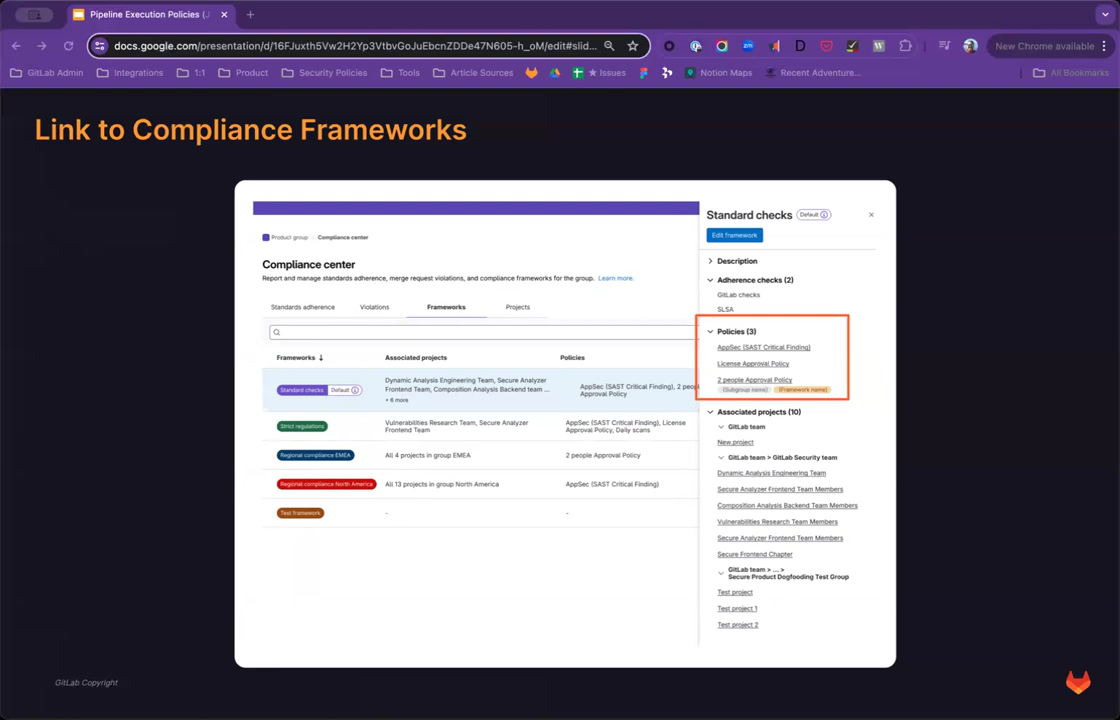 Pipeline Execution Policies (
docs.google.com/presentation/d/16FJuxth5Vw2H2Yp3VtbvGoJuEbcnZDDe47N605-h_oM/edit#slid...
New Chrome available
GitLab Admin
Integrations
1:1
Product
Security Policies
Tools
Article Sources
★ Issues
Notion Maps
Recent Adventure...
All Bookmarks
Link to Compliance Frameworks
Product group
Compliance center
Compliance center
Report and manage standards adherence, merge request violations, and compliance frameworks for the group. Learn more.
Standards adherence Violations Frameworks Projects
Frameworks ↓ Associated projects Policies
Standard checks Default
Dynamic Analysis Engineering Team, Secure Analyzer
Frontend Team, Composition Analysis Backend team ...
+ 6 more
AppSec (SAST Critical Finding), 2 people
Approval Policy
Strict regulations
Vulnerabilities Research Team, Secure Analyzer
Frontend Team
AppSec (SAST Critical Finding), License
Approval Policy, Daily scans
Regional compliance EMEA All 4 projects in group EMEA 2 people Approval Policy
Regional compliance North America All 13 projects in group North America AppSec (SAST Critical Finding)
Test framework - -
Standard checks Default
Edit framework
Description
Adherence checks (2)
GitLab checks
SLSA
Policies (3)
AppSec (SAST Critical Finding)
License Approval Policy
2 people Approval Policy
(Subgroup name) (Framework name)
Associated projects (10)
GitLab team
New project
GitLab team > GitLab Security team
Dynamic Analysis Engineering Team
Secure Analyzer Frontend Team Members
Composition Analysis Backend Team Members
Vulnerabilities Research Team Members
Secure Analyzer Frontend Team Members
Secure Frontend Chapter
GitLab team > ... >
Secure Product Dogfooding Test Group
Test project
Test project 1
Test project 2
GitLab Copyright